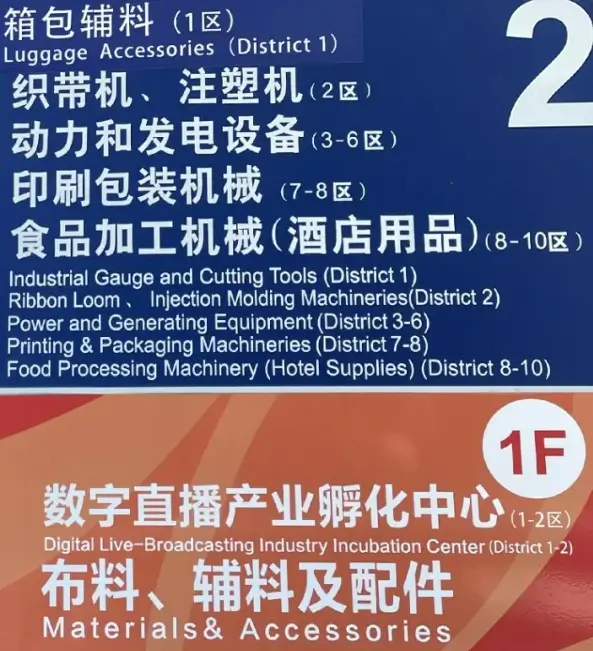 箱包辅料（1区）
Luggage Accessories（District 1）
2
织带机、注塑机（2区）
动力和发电设备（3-6区）
印刷包装机械（7-8区）
食品加工机械（酒店用品）（8-10区）
Industrial Gauge and Cutting Tools (District 1)
Ribbon Loom 、 Injection Molding Machineries(District 2)
Power and Generating Equipment (District 3-6)
Printing & Packaging Machineries (District 7-8)
Food Processing Machinery (Hotel Supplies) (District 8-10)
1F
数字直播产业孵化中心（1-2区）
Digital Live-Broadcasting Industry Incubation Center (District 1-2)
布料、辅料及配件
Materials& Accessories